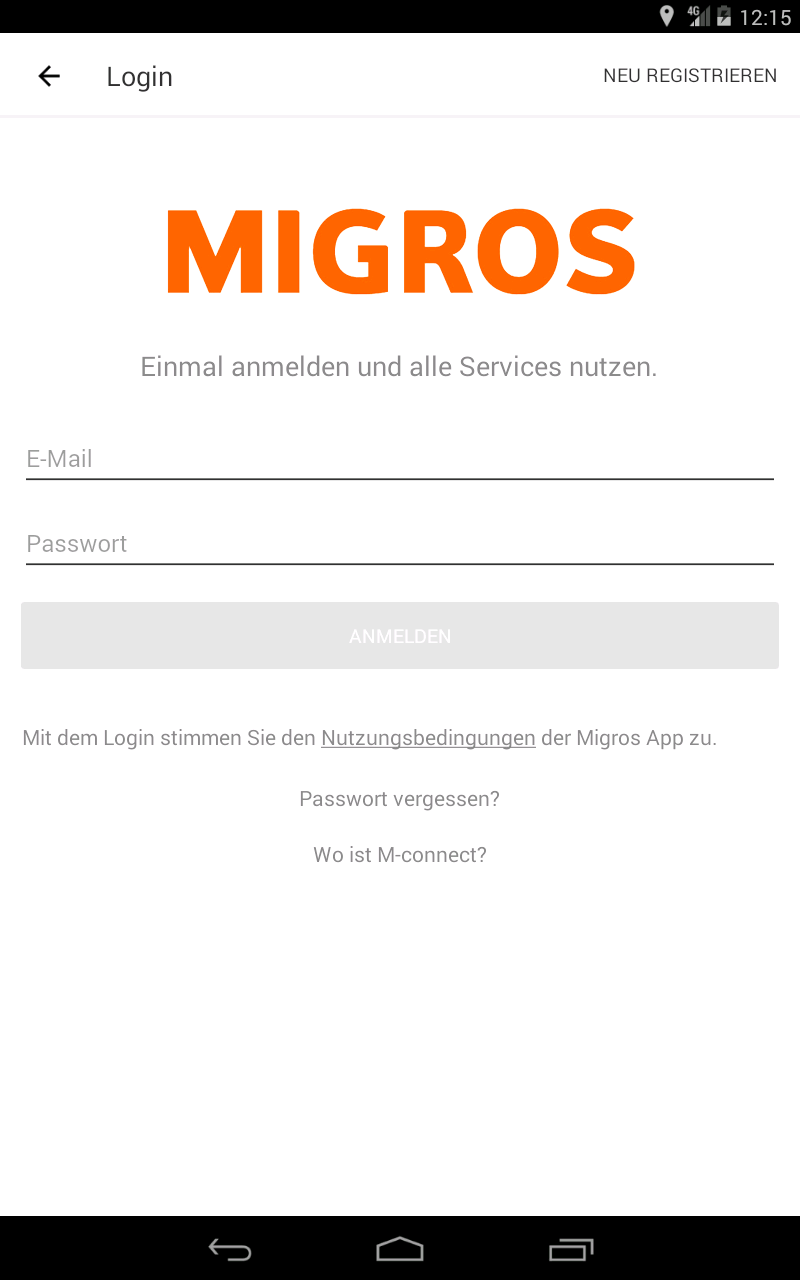 4G 12:15
Login NEU REGISTRIEREN
MIGROS
Einmal anmelden und alle Services nutzen.
E-Mail
Passwort
ANMELDEN
Mit dem Login stimmen Sie den Nutzungsbedingungen der Migros App zu.
Passwort vergessen?
Wo ist M-connect?